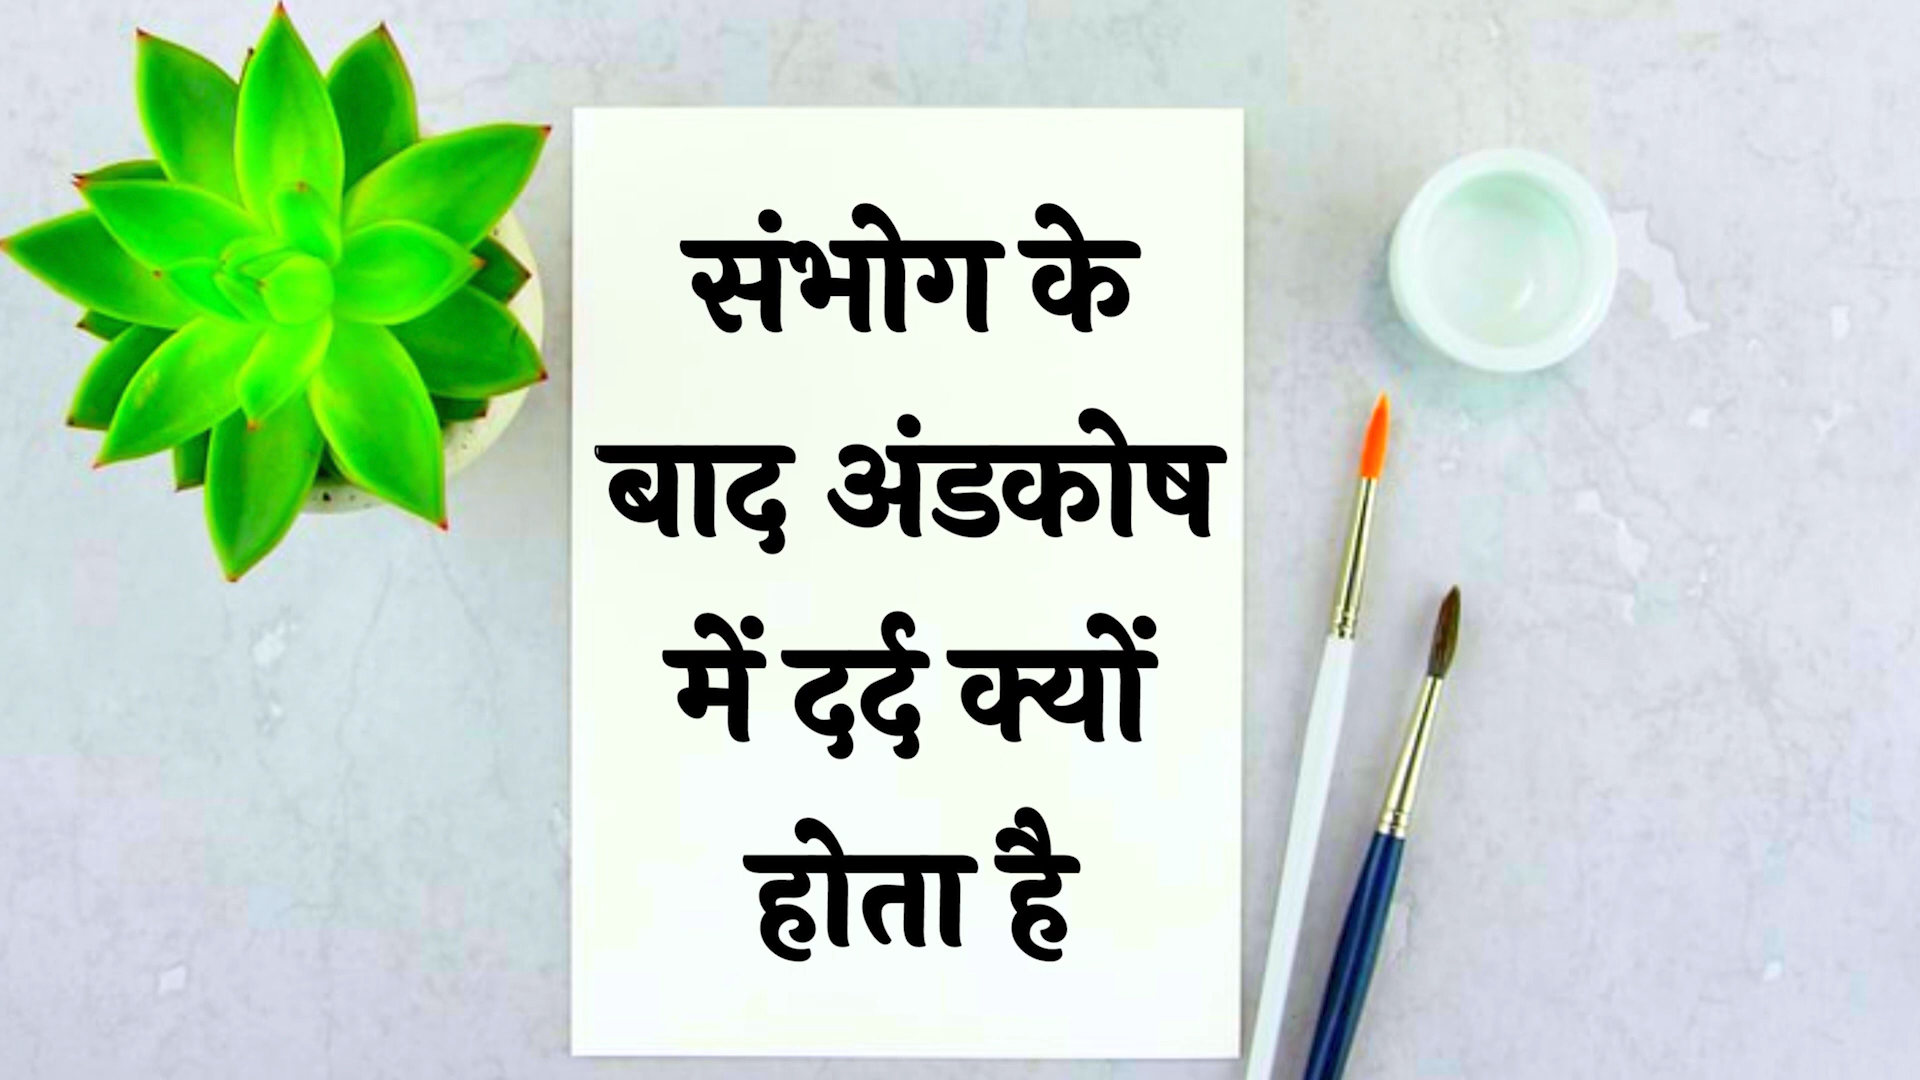 संभोग के
बाद अंडकोष
में दर्द क्यों
होता है